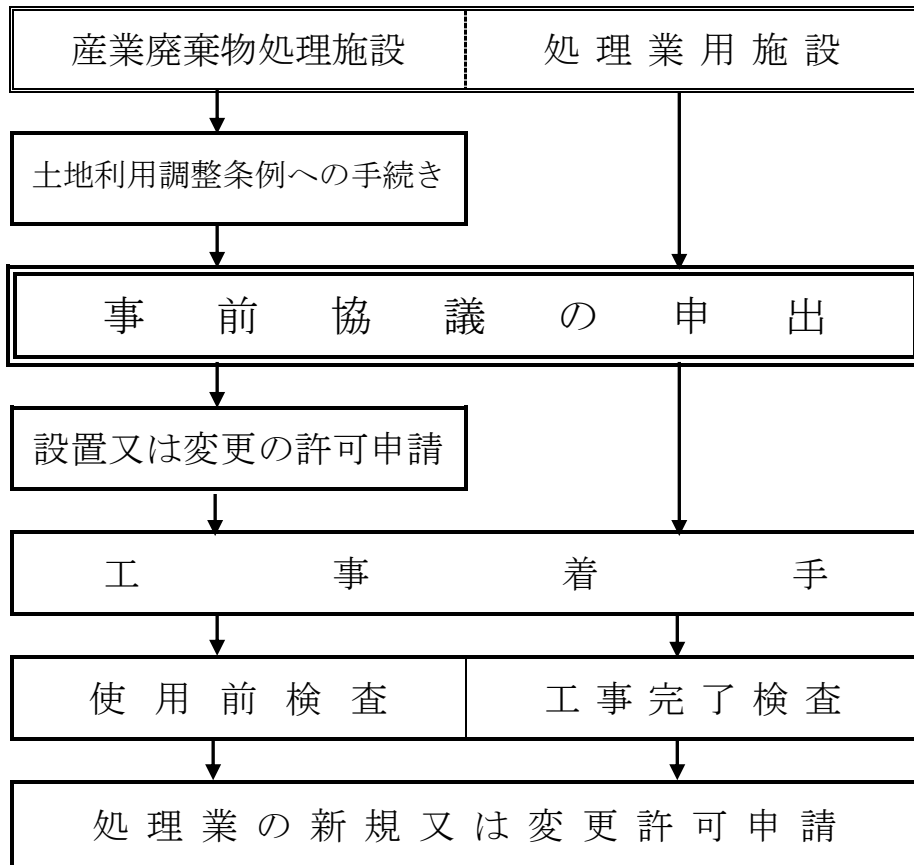 産業廃棄物処理施設
処理業用施設
土地利用調整条例への手続き
事前協議の申出
設置又は変更の許可申請
工事着手
使用前検査
工事完了検査
処理業の新規又は変更許可申請